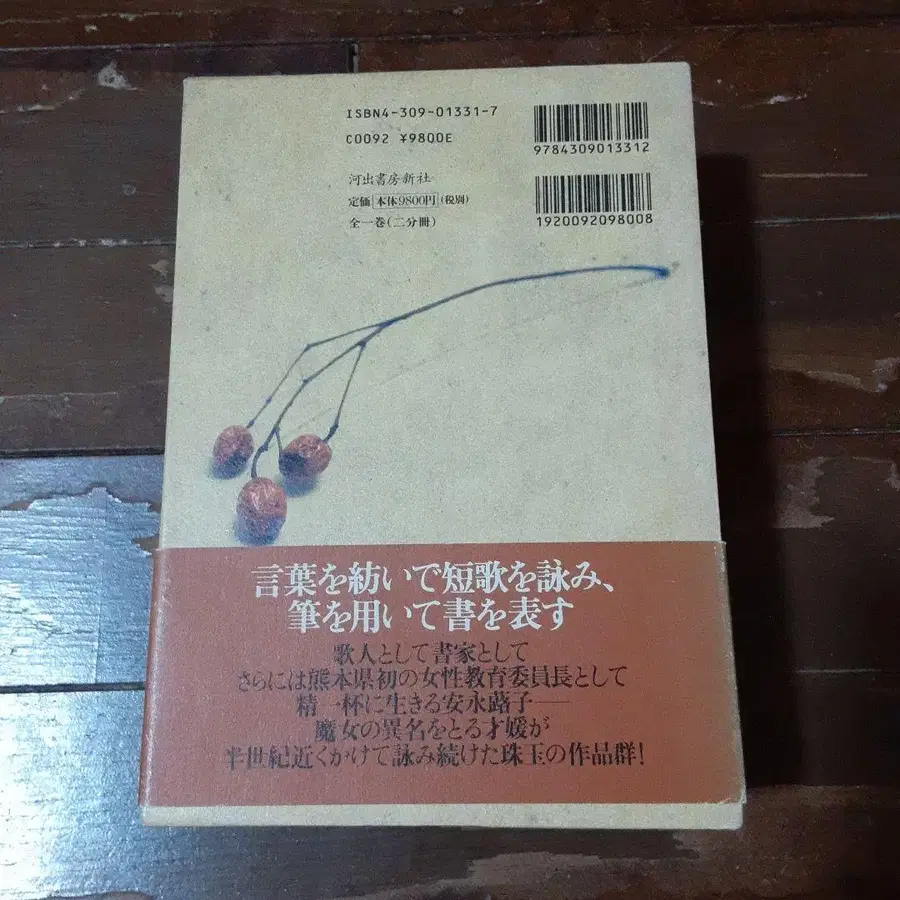 ISBN4-309-01331-7
C0092 ¥9800E
9784309013312
河出書房新社
定価 本体9800円 (税別)
全一巻(二分冊)
1920092098008
言葉を紡いで短歌を詠み、
筆を用いて書を表す
歌人として書家として
さらには熊本県初の女性教育委員長として
精一杯に生きる安永蕗子──
魔女の異名をとる才媛が
半世紀近くかけて詠み続けた珠玉の作品群!